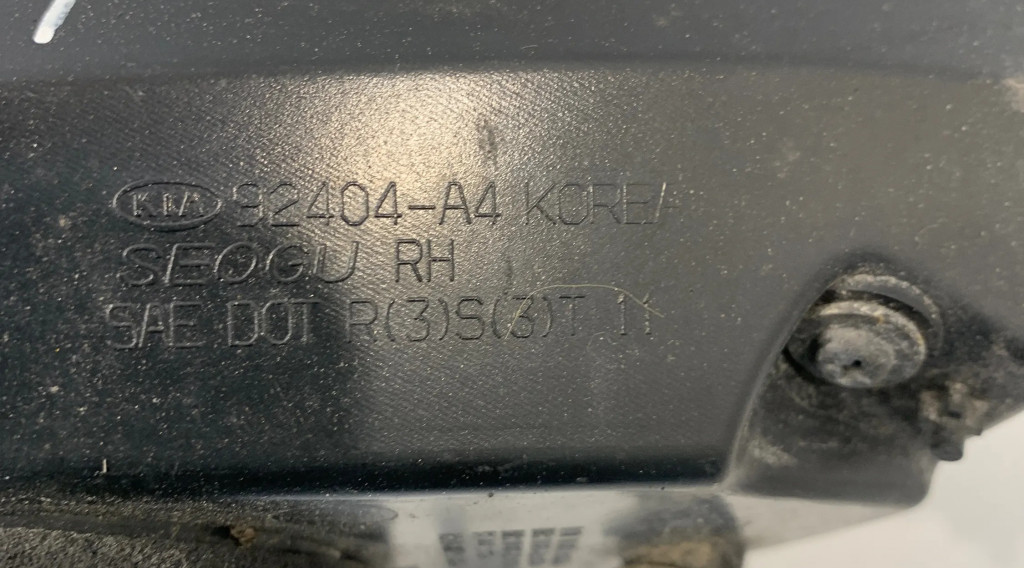 KIA 92404-A4 KOREA
SEOGU RH
SAE DOT R(3)S(3)T 11